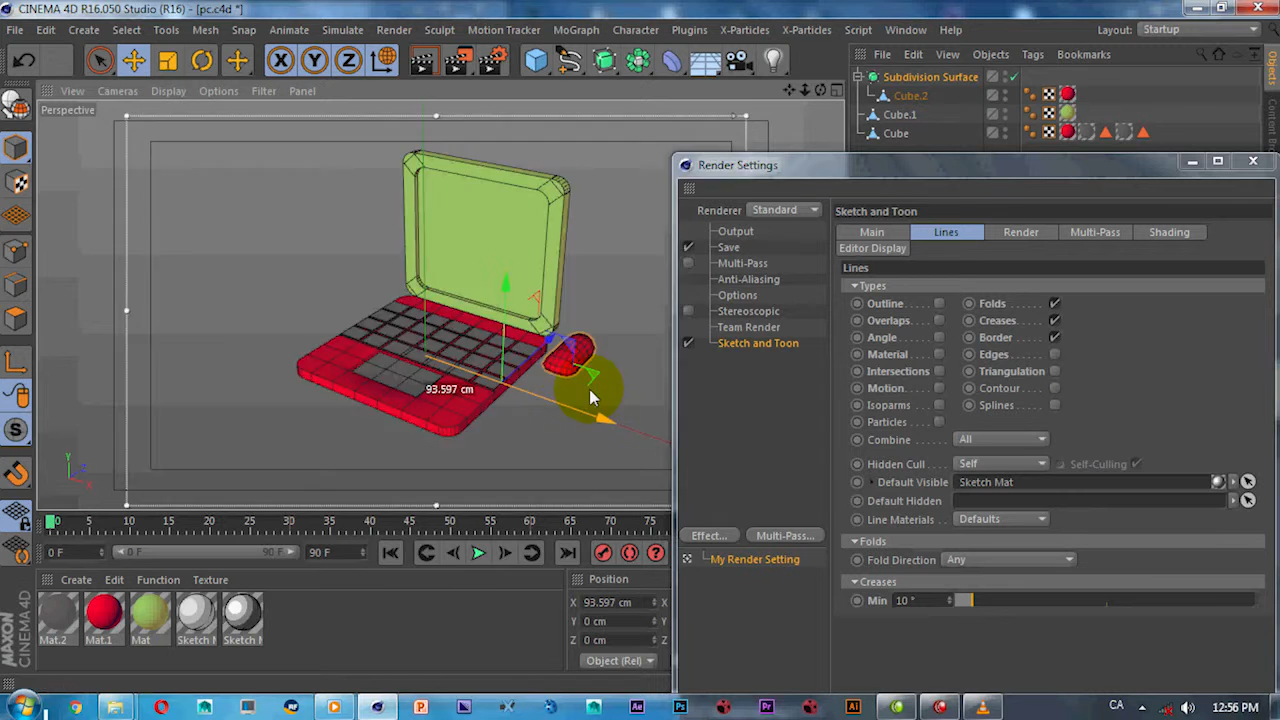 CINEMA 4D R16.050 Studio (R16) - [pc.c4d *]
File Edit Create Select Tools Mesh Snap Animate Simulate Render Sculpt Motion Tracker MoGraph Character Plugins X-Particles X-Particles Script Window Help Layout: Startup
X Y Z
File Edit View Objects Tags Bookmarks
View Cameras Display Options Filter Panel
Perspective
Subdivision Surface
Cube.2
Cube.1
Cube
Objects
Render Settings
Renderer Standard
Output
Save
Multi-Pass
Anti-Aliasing
Options
Stereoscopic
Team Render
Sketch and Toon
Effect... Multi-Pass...
My Render Setting
Sketch and Toon
Main Lines Render Multi-Pass Shading
Editor Display
Lines
Types
Outline Folds
Overlaps Creases
Angle Border
Material Edges
Intersections Triangulation
Motion Contour
Isoparms Splines
Particles
Combine All
Hidden Cull Self Self-Culling
Default Visible Sketch Mat
Default Hidden
Line Materials Defaults
Folds
Fold Direction Any
Creases
Min 10 °
93.597 cm
Y Z X
0 5 10 15 20 25 30 35 40 45 50 55 60 65 70 75
0 F 0 F 90 F 90 F
Create Edit Function Texture
Mat.2 Mat.1 Mat Sketch M Sketch M
Position
X 93.597 cm X
Y 0 cm Y
Z 0 cm Z
Object (Rel)
MAXON
CINEMA 4D
CA 12:56 PM